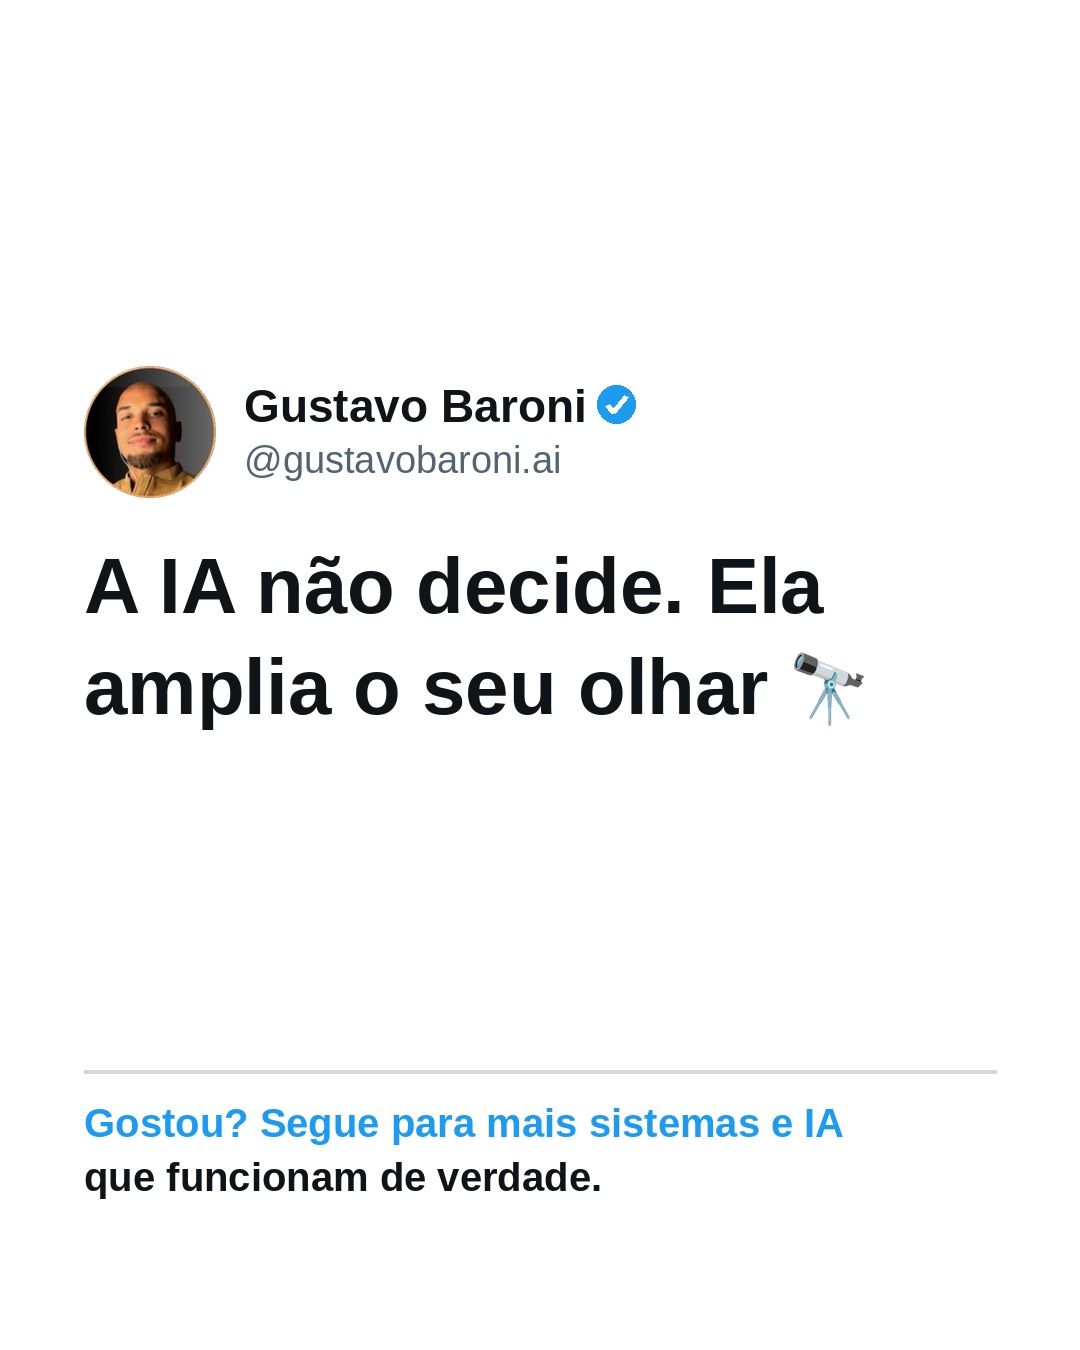 Gustavo Baroni
@gustavobaroni.ai
A IA não decide. Ela
amplia o seu olhar 🔭
Gostou? Segue para mais sistemas e IA
que funcionam de verdade.